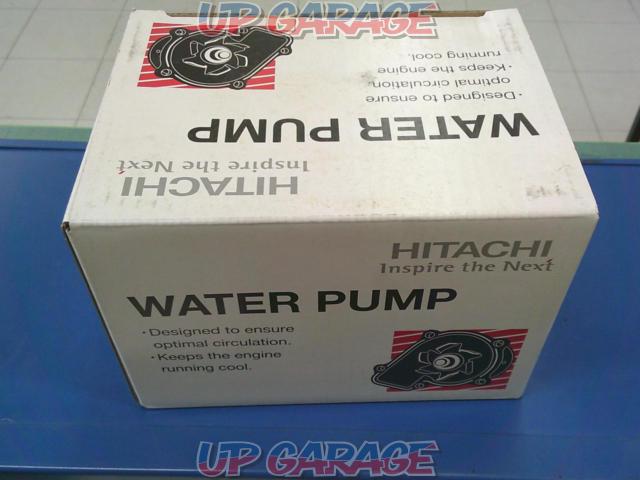 UP GARAGE
running cool.
· Keeps the engine
optimal circulation.
· Designed to ensure
WATER PUMP
Inspire the Next
HITACHI
HITACHI
Inspire the Next
WATER PUMP
· Designed to ensure
optimal circulation.
· Keeps the engine
running cool.
UP GARAGE